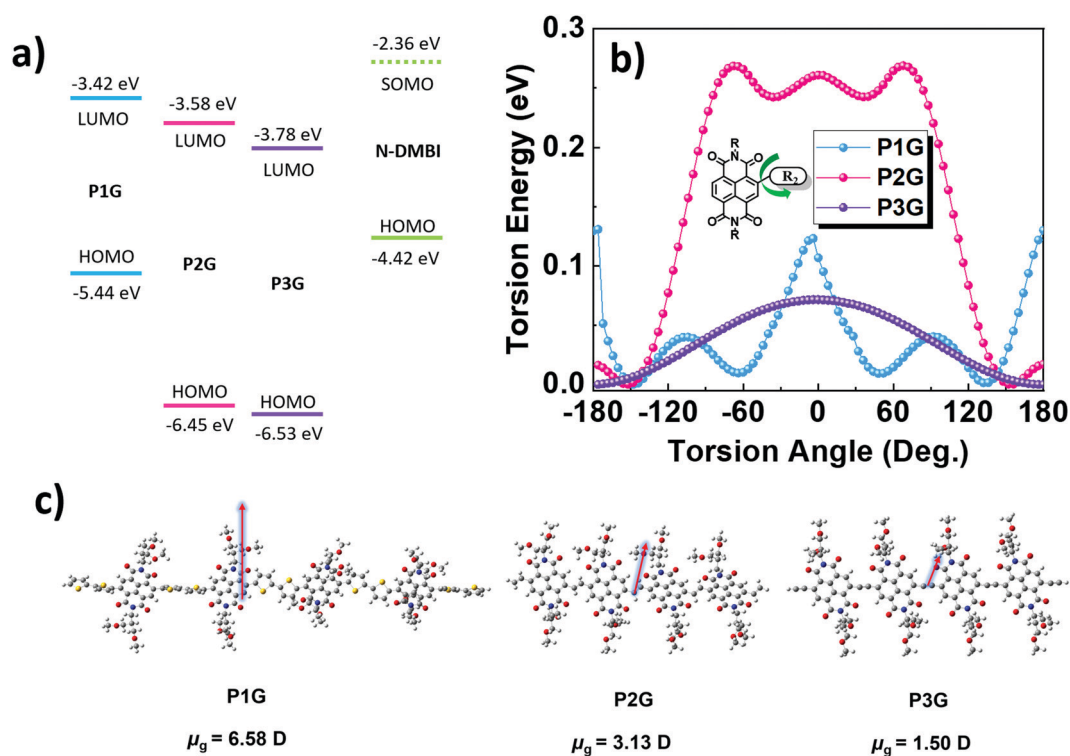 a)
-3.42 eV
LUMO
P1G
HOMO
-5.44 eV
-3.58 eV
LUMO
P2G
HOMO
-6.45 eV
-3.78 eV
LUMO
P3G
HOMO
-6.53 eV
-2.36 eV
SOMO
N-DMBI
HOMO
-4.42 eV
b)
Torsion Energy (eV)
0.3
0.2
0.1
0.0
-180 -120 -60 0 60 120 180
Torsion Angle (Deg.)
R
O N O
R₂
O N O
R
P1G
P2G
P3G
c)
P1G
μg = 6.58 D
P2G
μg = 3.13 D
P3G
μg = 1.50 D